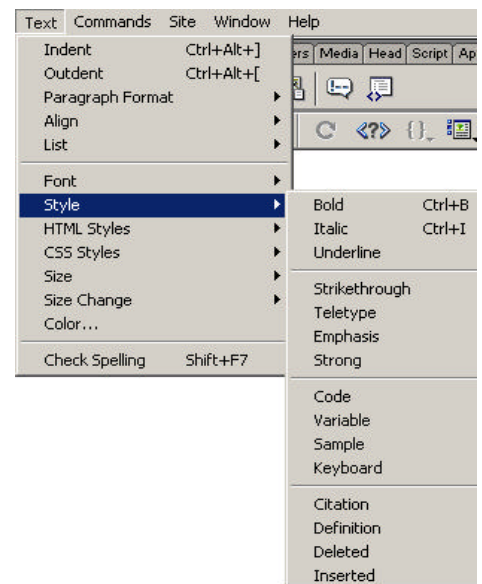 Text Commands Site Window Help
Indent Ctrl+Alt+]
Outdent Ctrl+Alt+[
Paragraph Format
Align
List
Font
Style
HTML Styles
CSS Styles
Size
Size Change
Color...
Check Spelling Shift+F7
ers Media Head Script Ap
Bold Ctrl+B
Italic Ctrl+I
Underline
Strikethrough
Teletype
Emphasis
Strong
Code
Variable
Sample
Keyboard
Citation
Definition
Deleted
Inserted